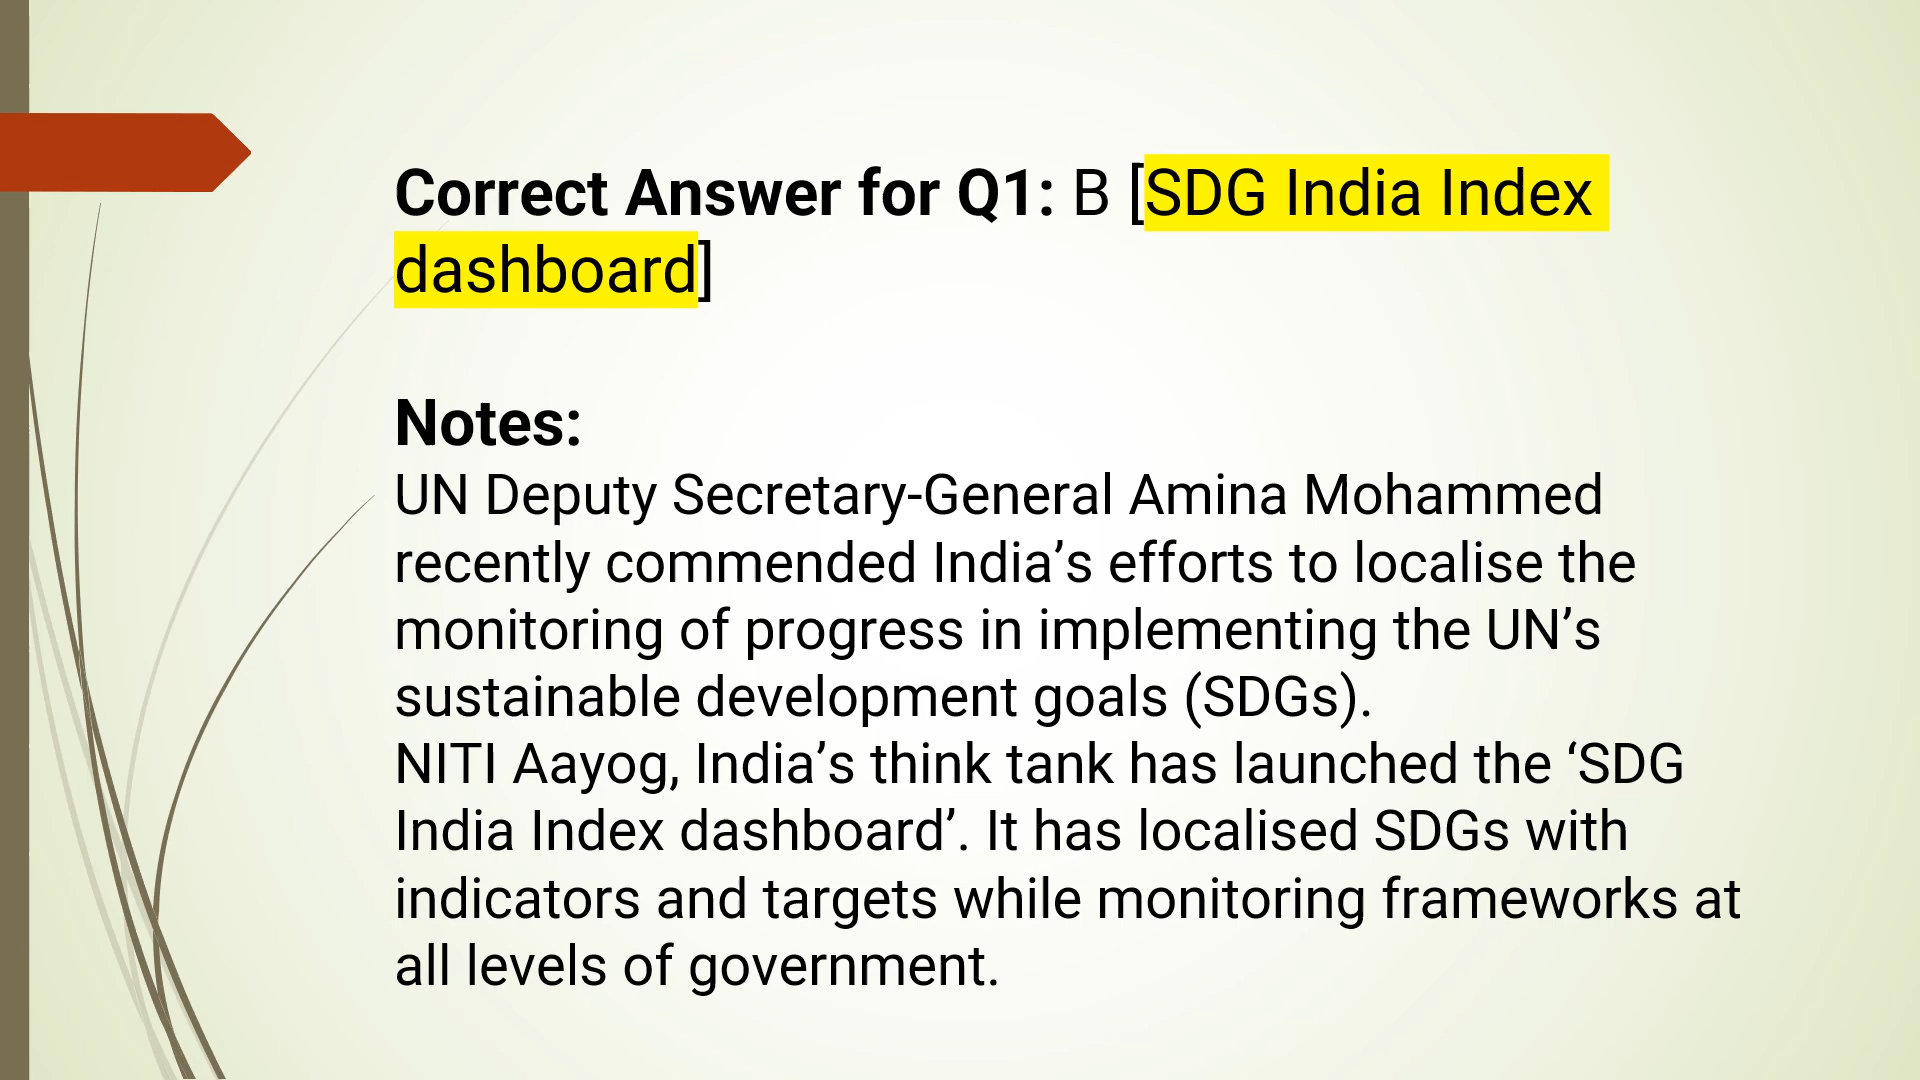 Correct Answer for Q1: B [SDG India Index
dashboard]
Notes:
UN Deputy Secretary-General Amina Mohammed
recently commended India’s efforts to localise the
monitoring of progress in implementing the UN’s
sustainable development goals (SDGs).
NITI Aayog, India’s think tank has launched the ‘SDG
India Index dashboard’. It has localised SDGs with
indicators and targets while monitoring frameworks at
all levels of government.